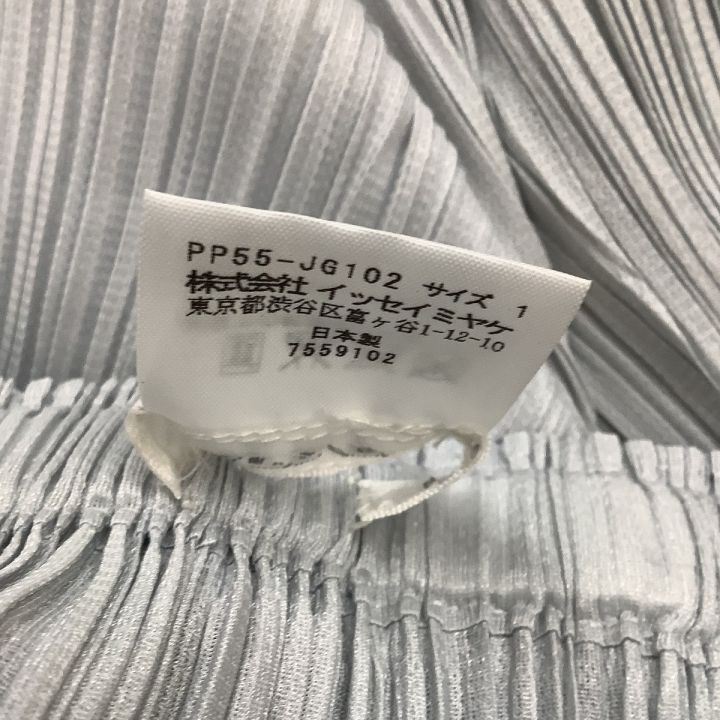 PP55-JG102 サイズ 1
株式会社イッセイミヤケ
東京都渋谷区富ヶ谷1-12-10
日本製
7559102